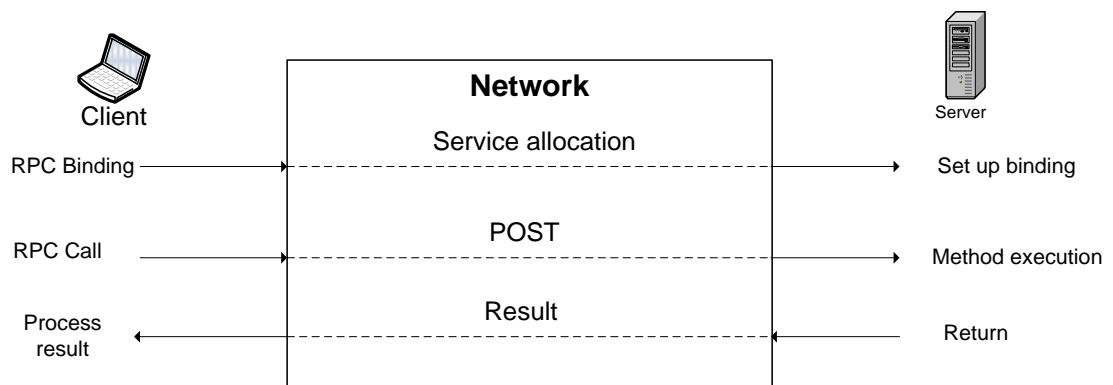 Network
Client
Server
Service allocation
RPC Binding
Set up binding
POST
RPC Call
Method execution
Result
Process
result
Return